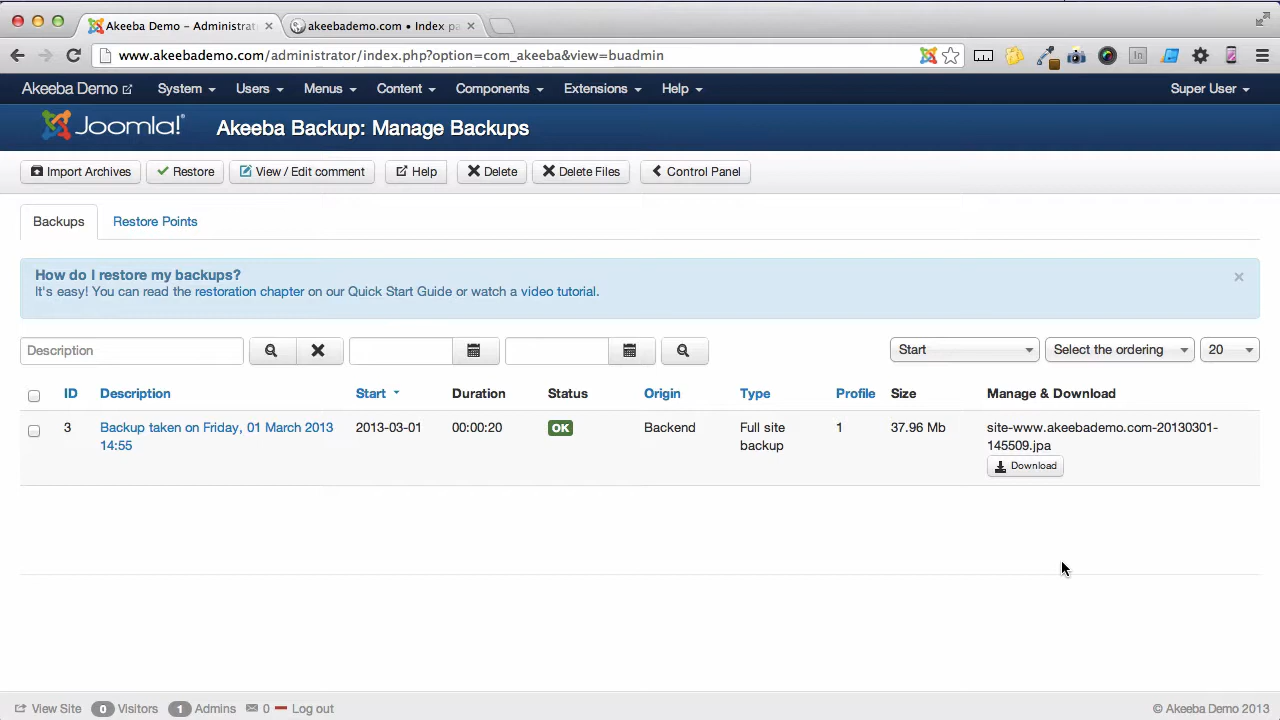 Akeeba Demo – Administrat
akeebademo.com • Index pa
www.akeebademo.com/administrator/index.php?option=com_akeeba&view=buadmin
Akeeba Demo System Users Menus Content Components Extensions Help Super User
Joomla! Akeeba Backup: Manage Backups
Import Archives Restore View / Edit comment Help Delete Delete Files Control Panel
Backups Restore Points
How do I restore my backups?
It's easy! You can read the restoration chapter on our Quick Start Guide or watch a video tutorial.
Description Start Select the ordering 20
ID Description Start Duration Status Origin Type Profile Size Manage & Download
3 Backup taken on Friday, 01 March 2013 2013-03-01 00:00:20 OK Backend Full site 1 37.96 Mb site-www.akeebademo.com-20130301-
14:55 backup 145509.jpa
Download
View Site 0 Visitors 1 Admins 0 Log out © Akeeba Demo 2013